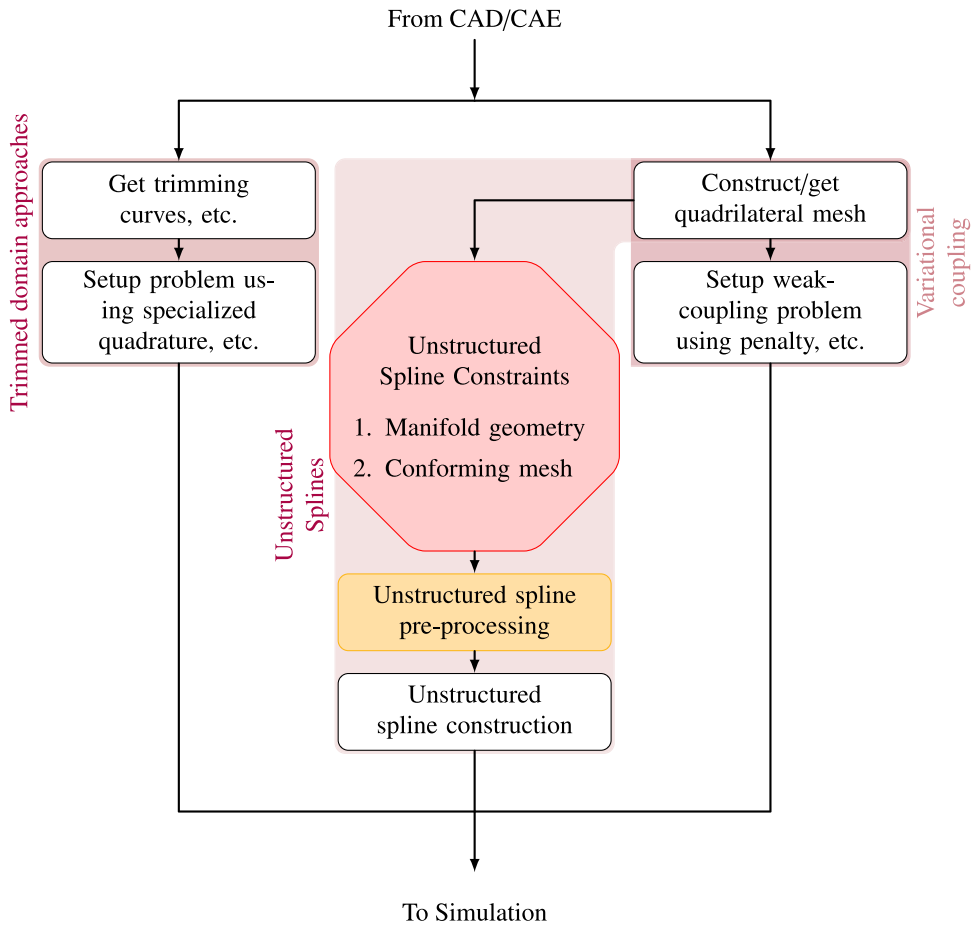 From CAD/CAE
Trimmed domain approaches
Get trimming
curves, etc.
Setup problem us-
ing specialized
quadrature, etc.
Construct/get
quadrilateral mesh
Setup weak-
coupling problem
using penalty, etc.
Variational
coupling
Unstructured
Splines
Unstructured
Spline Constraints
1. Manifold geometry
2. Conforming mesh
Unstructured spline
pre-processing
Unstructured
spline construction
To Simulation